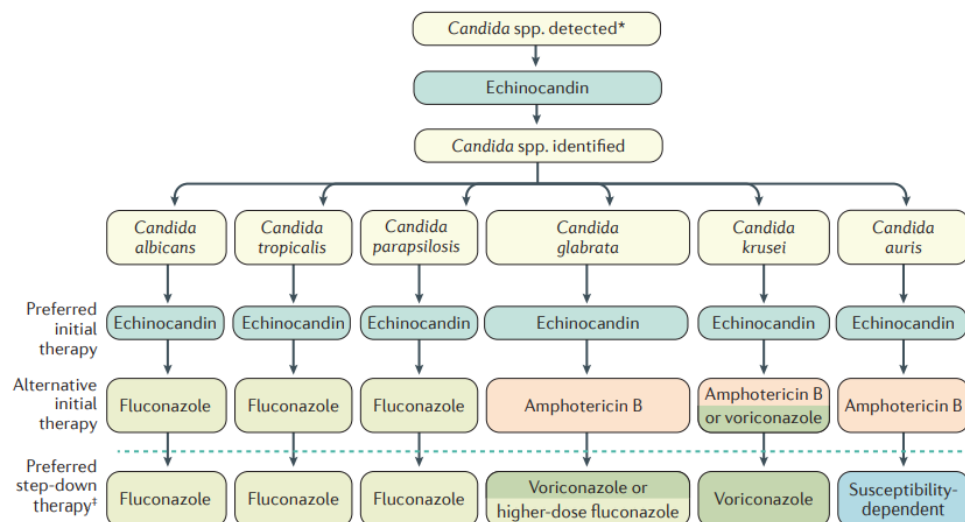 Candida spp. detected*
Echinocandin
Candida spp. identified
Candida
albicans
Candida
tropicalis
Candida
parapsilosis
Candida
glabrata
Candida
krusei
Candida
auris
Preferred
initial
therapy
Echinocandin
Echinocandin
Echinocandin
Echinocandin
Echinocandin
Echinocandin
Alternative
initial
therapy
Fluconazole
Fluconazole
Fluconazole
Amphotericin B
Amphotericin B
or voriconazole
Amphotericin B
Preferred
step-down
therapy‡
Fluconazole
Fluconazole
Fluconazole
Voriconazole or
higher-dose fluconazole
Voriconazole
Susceptibility-
dependent